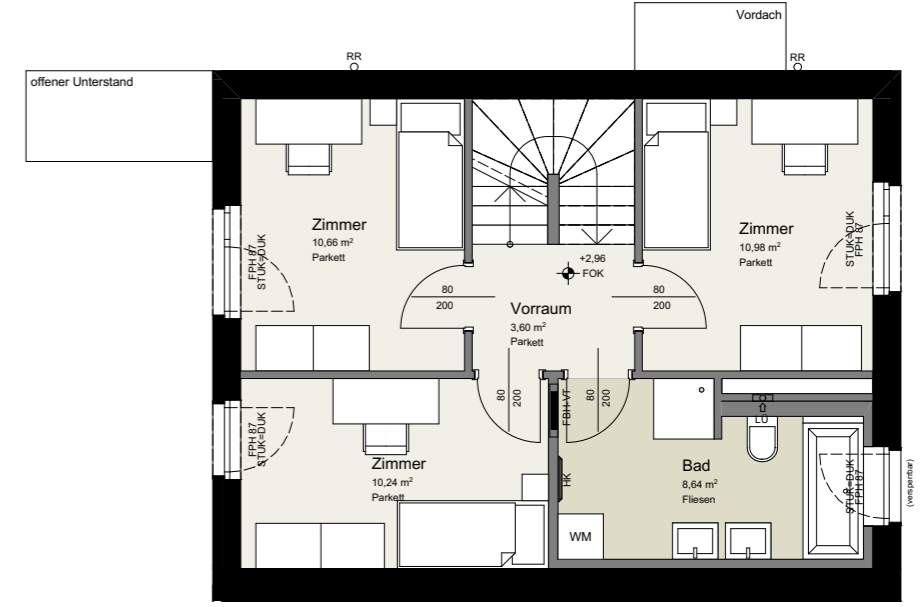 Vordach
RR
RR
offener Unterstand
Zimmer
10,66 m²
Parkett
FPH 87
STUK=DUK
Zimmer
10,98 m²
Parkett
STUK=DUK
FPH 87
+2,96
FOK
80
200
80
200
Vorraum
3,60 m²
Parkett
80
200
80
200
FBH-VT
LÜ
FPH 87
STUK=DUK
Zimmer
10,24 m²
Parkett
HK
Bad
8,64 m²
Fliesen
STUK=DUK
FPH 87
(versperrbar)
WM